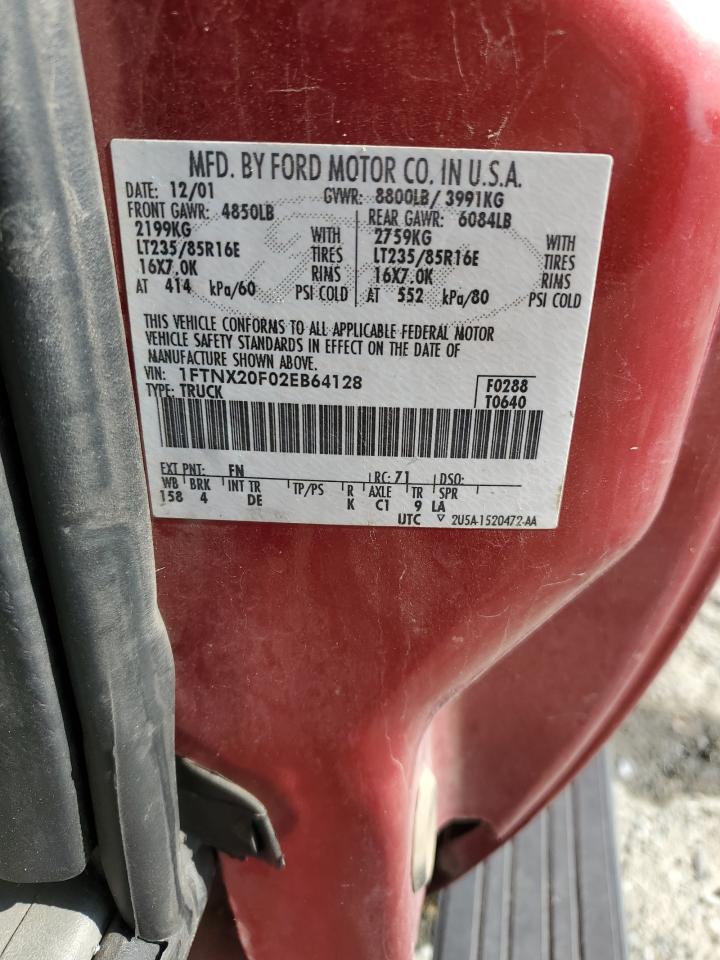 MFD. BY FORD MOTOR CO. IN U.S.A.
DATE: 12/01 GVWR: 8800LB/ 3991KG
FRONT GAWR: 4850LB REAR GAWR: 6084LB
2199KG WITH 2759KG WITH
LT235/85R16E TIRES LT235/85R16E TIRES
16X7.0K RIMS 16X7.0K RIMS
AT 414 kPa/60 PSI COLD AT 552 kPa/80 PSI COLD
THIS VEHICLE CONFORMS TO ALL APPLICABLE FEDERAL MOTOR
VEHICLE SAFETY STANDARDS IN EFFECT ON THE DATE OF
MANUFACTURE SHOWN ABOVE.
VIN: 1FTNX20F02EB64128 F0288
TYPE: TRUCK T0640
EXT PNT: FN RC: 71 DSO:
WB BRK INT TR TP/PS R AXLE TR SPR
158 4 DE K C1 9 LA
UTC ▽ 2U5A-1520472-AA